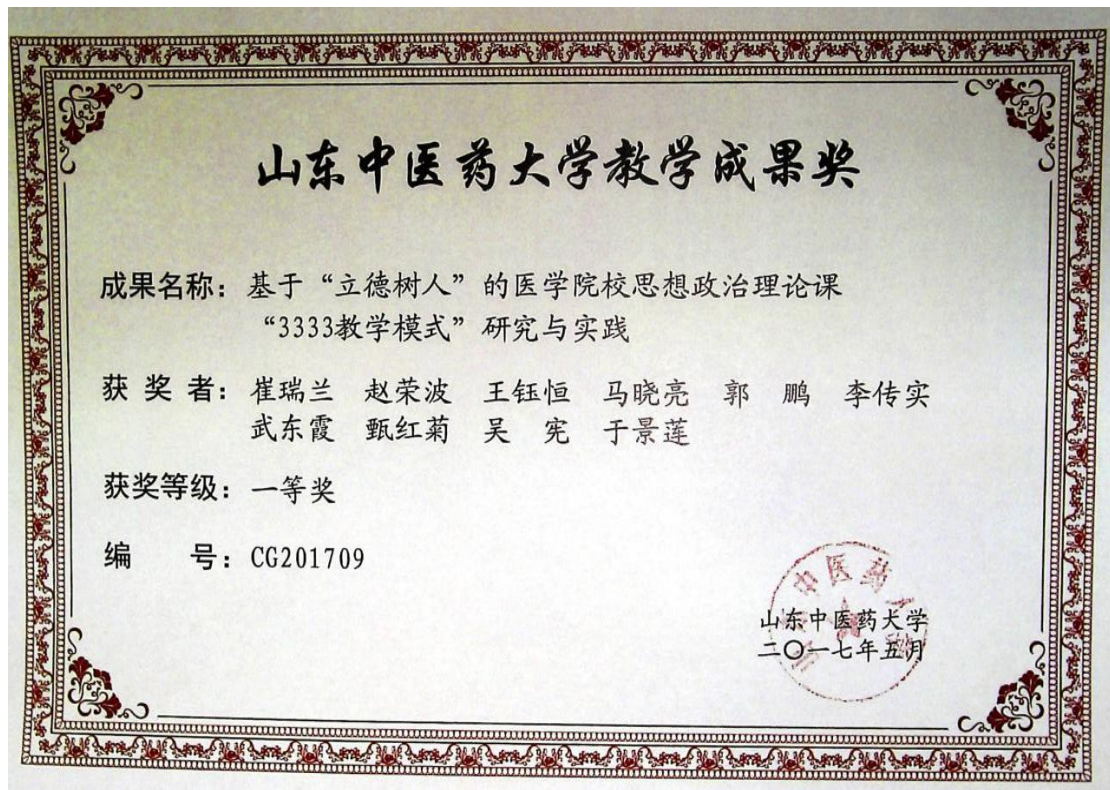 山东中医药大学教学成果奖
成果名称：基于“立德树人”的医学院校思想政治理论课
“3333教学模式”研究与实践
获 奖 者：崔瑞兰 赵荣波 王钰恒 马晓亮 郭 鹏 李传实
武东霞 甄红菊 吴 宪 于景莲
获奖等级：一等奖
编 号：CG201709
山东中医药大学
二〇一七年五月